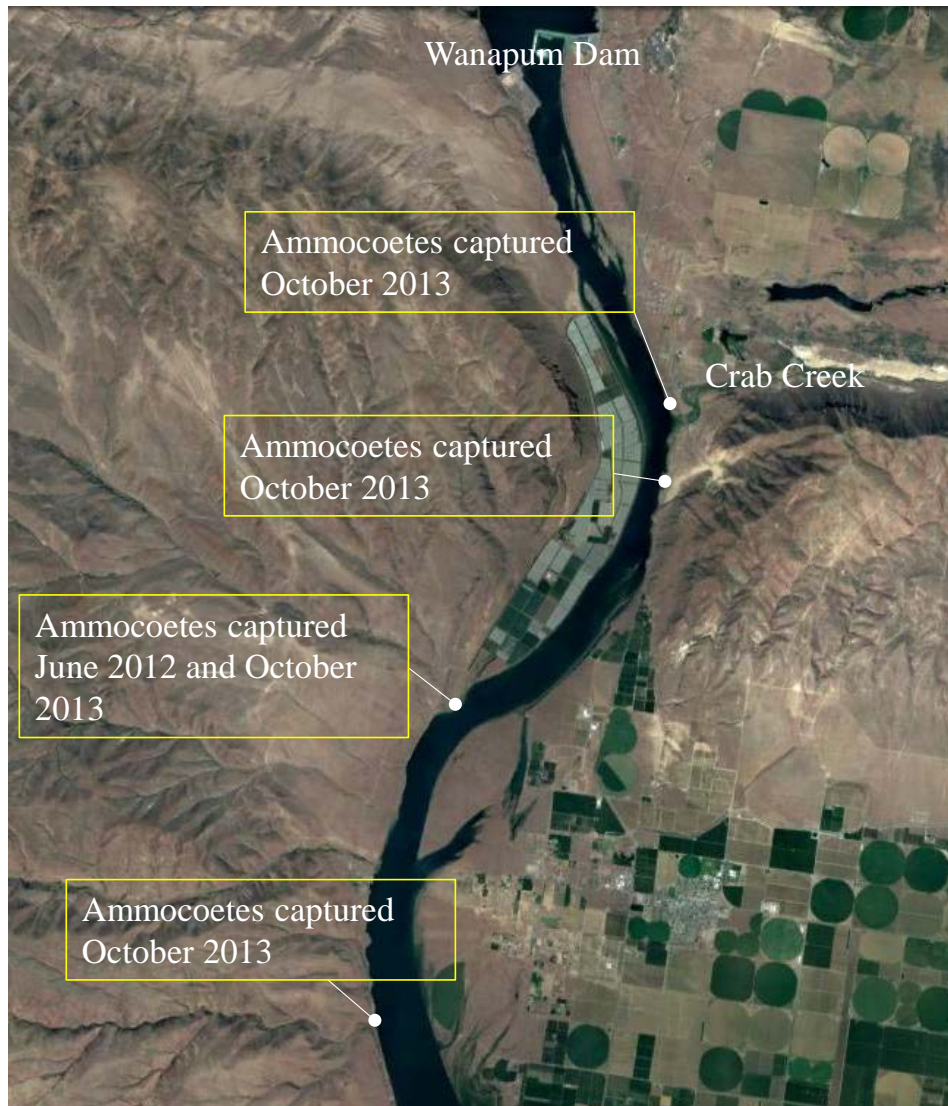 Wanapum Dam
Ammocoetes captured
October 2013
Crab Creek
Ammocoetes captured
October 2013
Ammocoetes captured
June 2012 and October
2013
Ammocoetes captured
October 2013